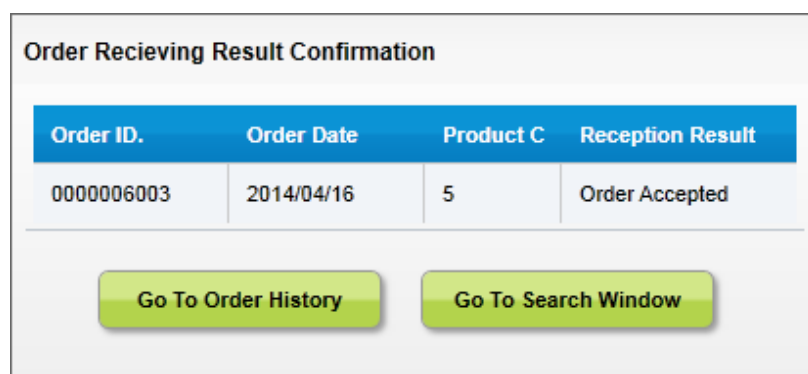 Order Recieving Result Confirmation
Order ID. Order Date Product C Reception Result
0000006003 2014/04/16 5 Order Accepted
Go To Order History Go To Search Window